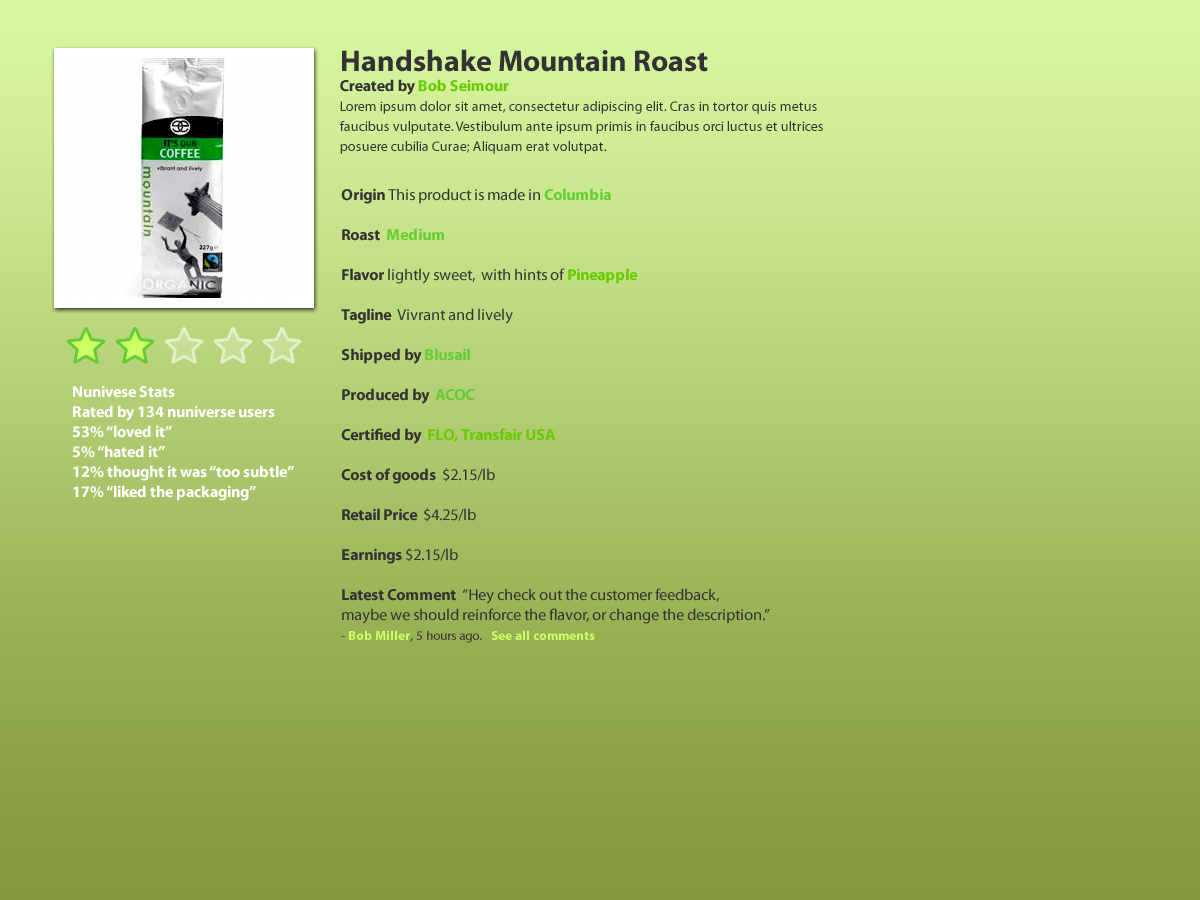 IT'S OUR
COFFEE
vibrant and lively
mountain
227g e
ORGANIC
Nunivese Stats
Rated by 134 nuniverse users
53% “loved it”
5% “hated it”
12% thought it was “too subtle”
17% “liked the packaging”
Handshake Mountain Roast
Created by Bob Seimour
Lorem ipsum dolor sit amet, consectetur adipiscing elit. Cras in tortor quis metus
faucibus vulputate. Vestibulum ante ipsum primis in faucibus orci luctus et ultrices
posuere cubilia Curae; Aliquam erat volutpat.
Origin This product is made in Columbia
Roast Medium
Flavor lightly sweet, with hints of Pineapple
Tagline Vivrant and lively
Shipped by Blusail
Produced by ACOC
Certified by FLO, Transfair USA
Cost of goods $2.15/lb
Retail Price $4.25/lb
Earnings $2.15/lb
Latest Comment “Hey check out the customer feedback,
maybe we should reinforce the flavor, or change the description.”
- Bob Miller, 5 hours ago. See all comments